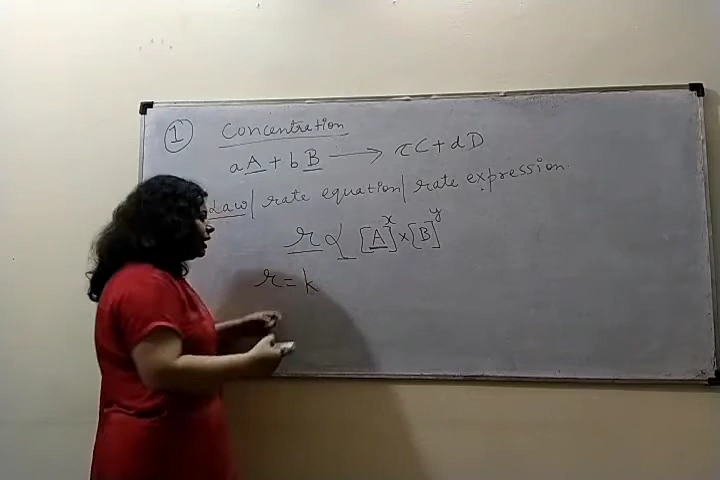 ① Concentration
aA + bB ⟶ cC + dD
Law | rate equation | rate expression
r ∝ [A]^x × [B]^y
r = k